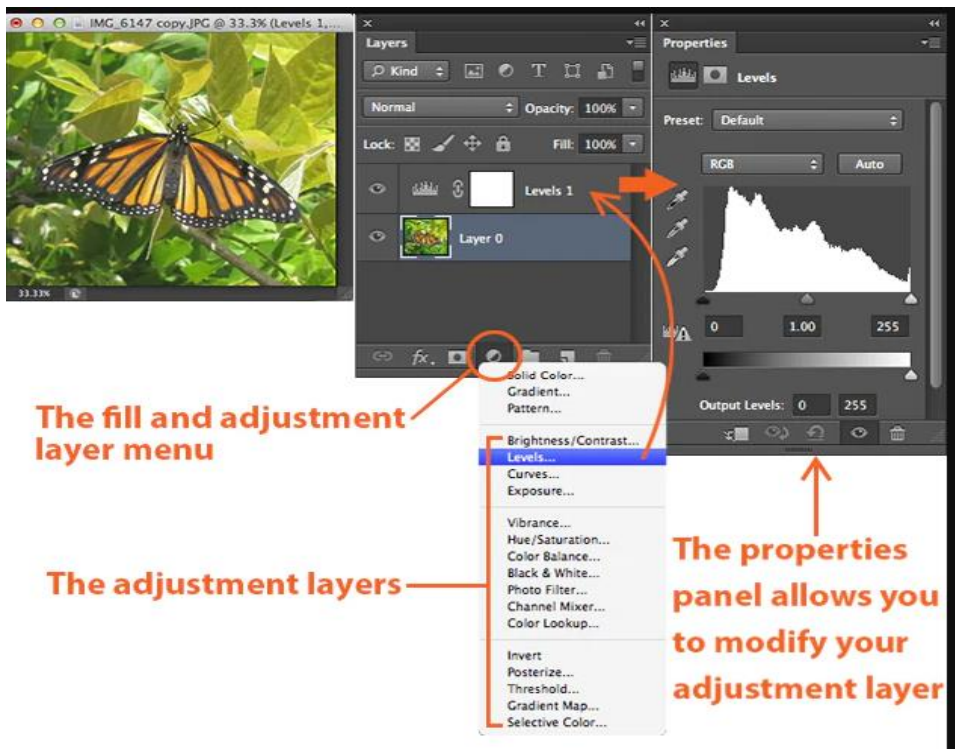 IMG_6147 copy.JPG @ 33.3% (Levels 1,...
33.33%
Layers
Kind
Normal
Opacity: 100%
Lock:
Fill: 100%
Levels 1
Layer 0
fx.
Properties
Levels
Preset: Default
RGB
Auto
0 1.00 255
Output Levels: 0 255
The fill and adjustment
layer menu
Solid Color...
Gradient...
Pattern...
Brightness/Contrast...
Levels...
Curves...
Exposure...
Vibrance...
Hue/Saturation...
Color Balance...
Black & White...
Photo Filter...
Channel Mixer...
Color Lookup...
Invert
Posterize...
Threshold...
Gradient Map...
Selective Color...
The adjustment layers
The properties
panel allows you
to modify your
adjustment layer